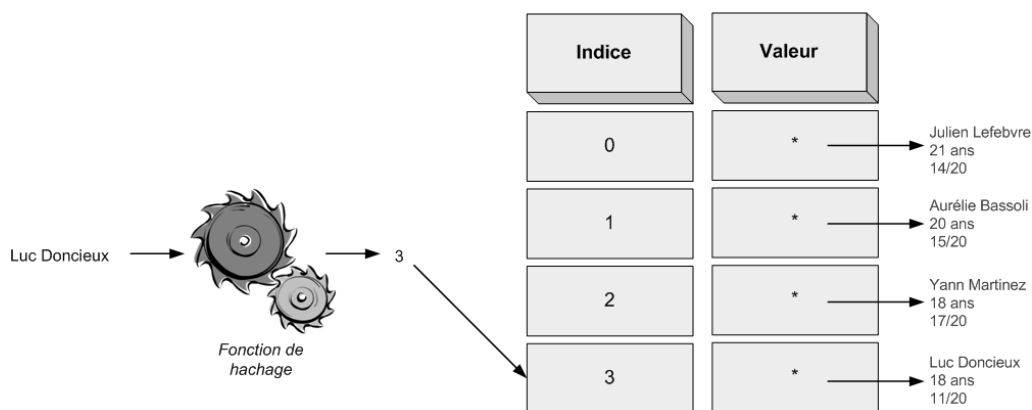 Indice
Valeur
0
*
Julien Lefebvre
21 ans
14/20
1
*
Aurélie Bassoli
20 ans
15/20
Luc Doncieux
3
2
*
Yann Martinez
18 ans
17/20
Fonction de
hachage
3
*
Luc Doncieux
18 ans
11/20